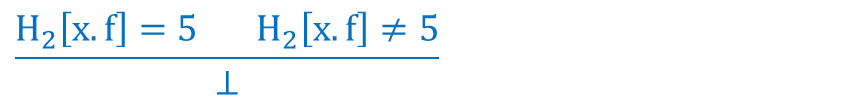 H₂[x.f] = 5 H₂[x.f] ≠ 5
⊥